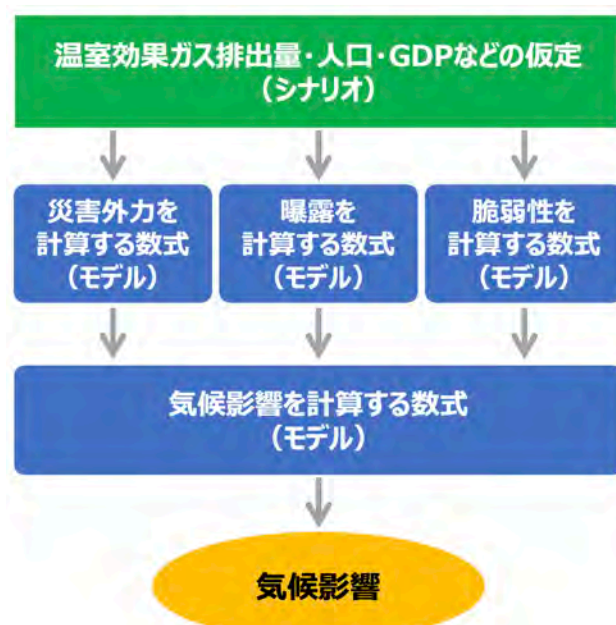 温室効果ガス排出量・人口・GDPなどの仮定
（シナリオ）
災害外力を
計算する数式
（モデル）
曝露を
計算する数式
（モデル）
脆弱性を
計算する数式
（モデル）
気候影響を計算する数式
（モデル）
気候影響